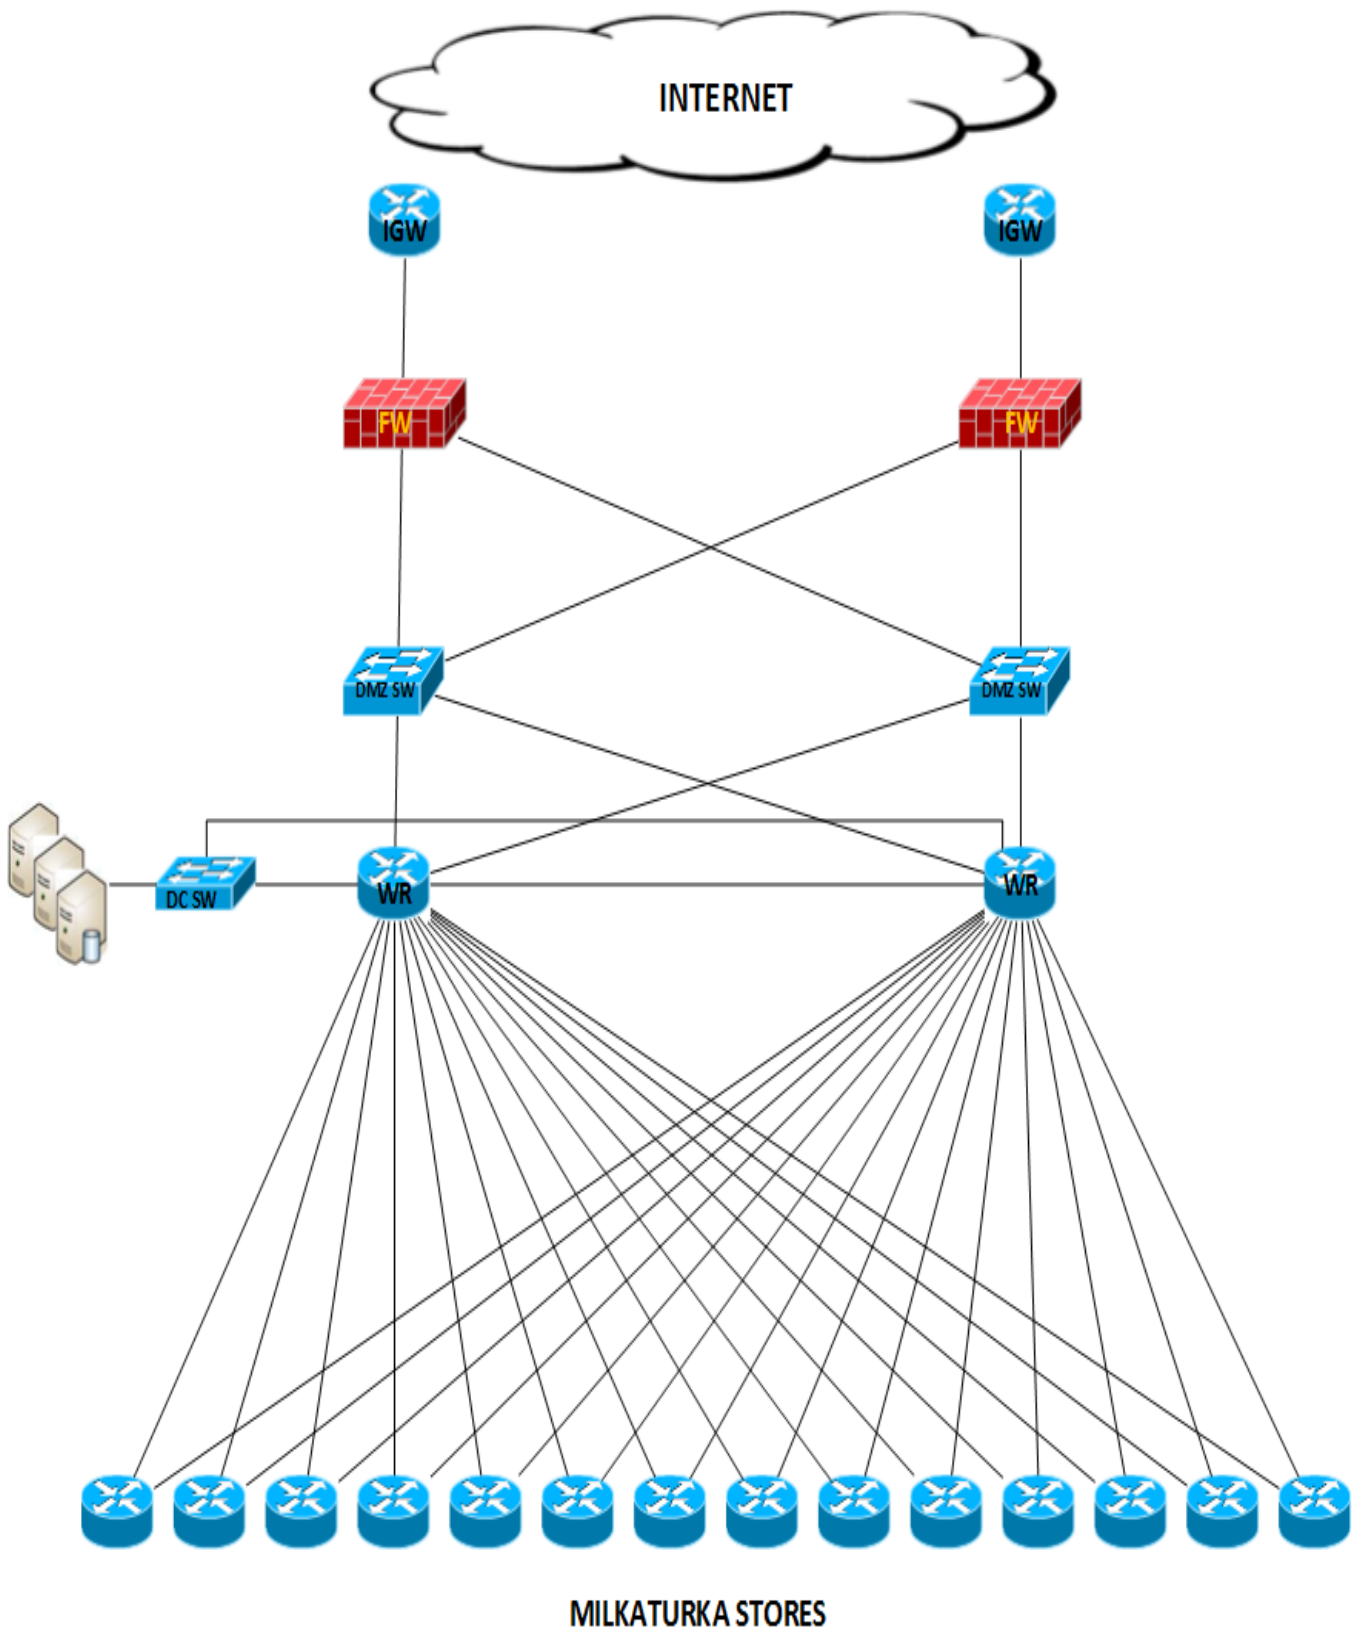 INTERNET
IGW
IGW
FW
FW
DMZ SW
DMZ SW
DC SW
WR
WR
MILKATURKA STORES